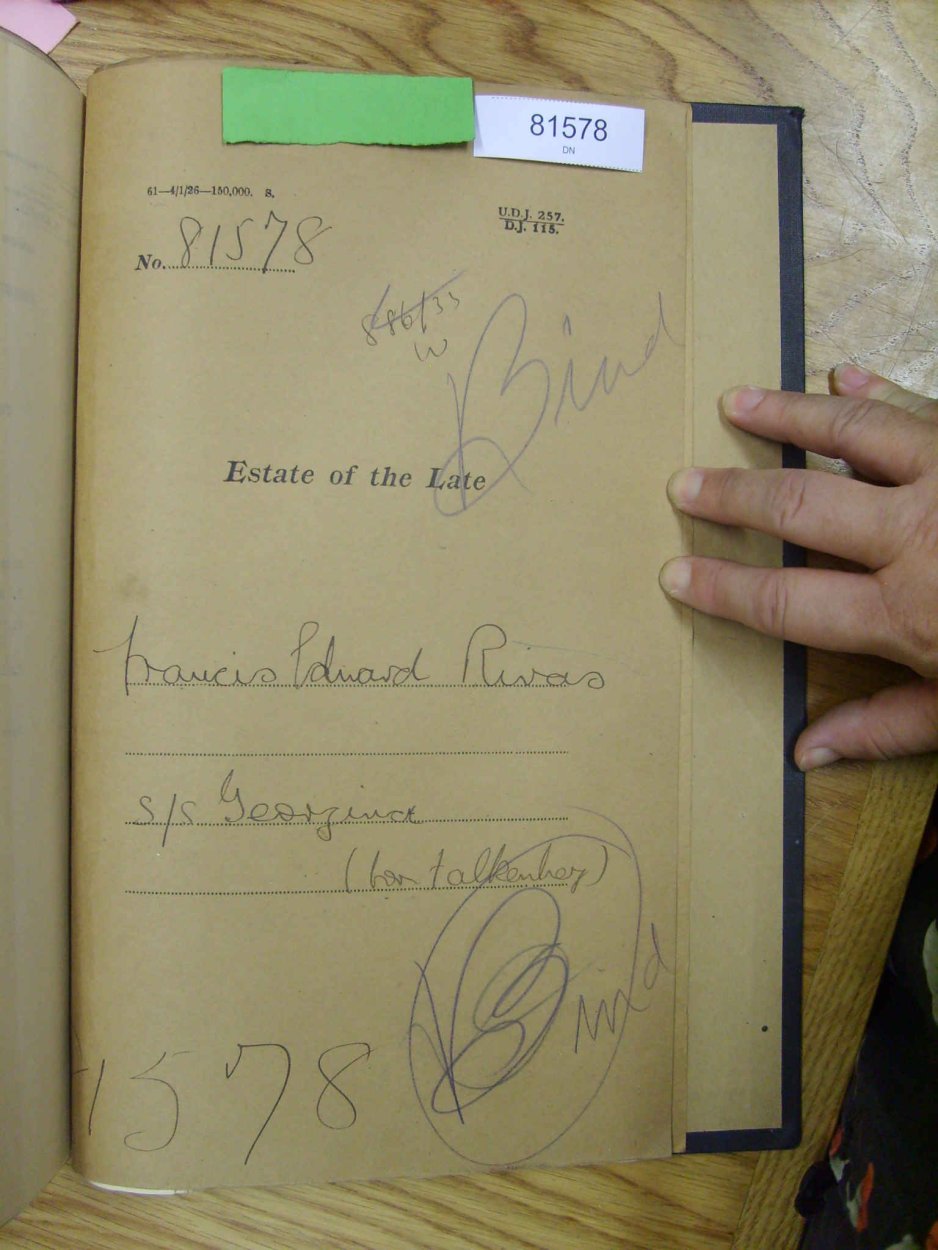 81578
DN
61—4/1/26—150,000. S.
U.D.J. 257.
D.J. 115.
No. 81578
886/33
W
Bind
Estate of the Late
Francis Edward Rivas
s/s Georgina
(born Falkenberg)
Bind
1578